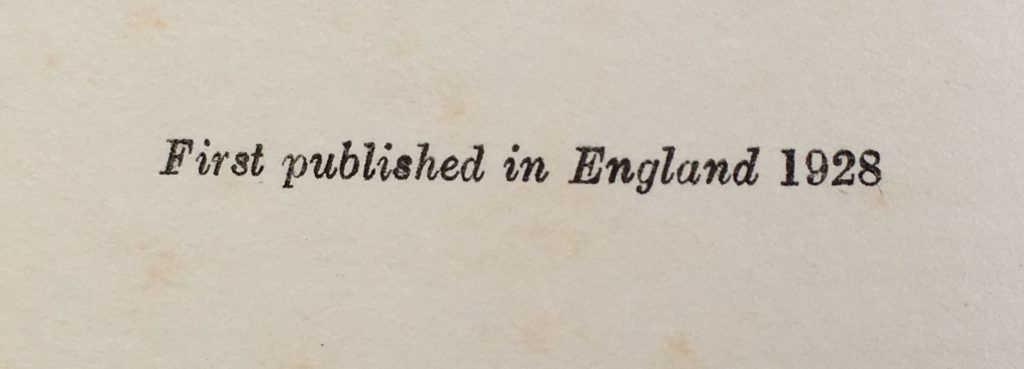 First published in England 1928